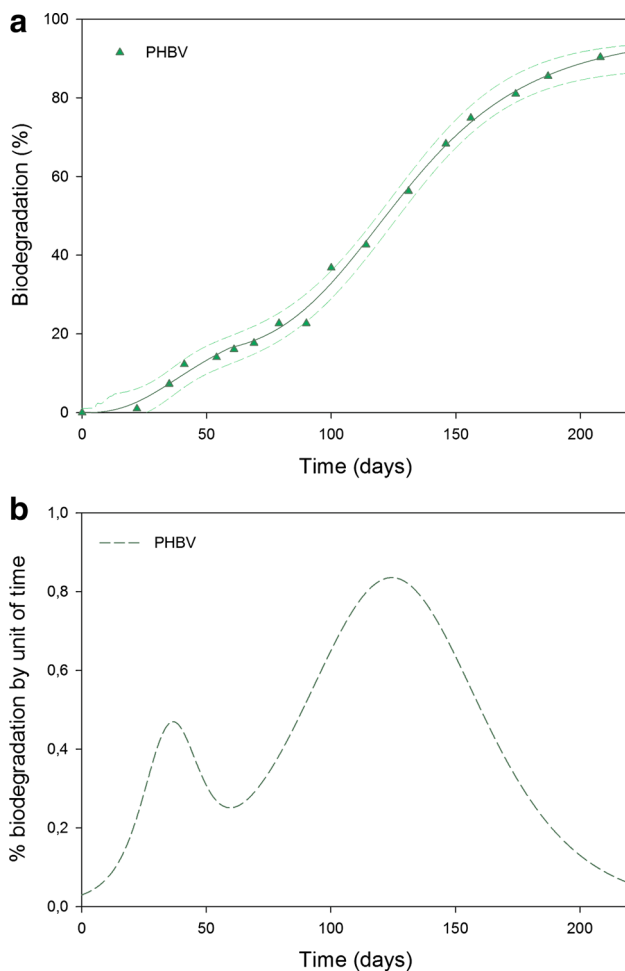 a
100
PHBV
80
Biodegradation (%)
60
40
20
0
0 50 100 150 200
Time (days)
b
1,0
PHBV
% biodegradation by unit of time
0,8
0,6
0,4
0,2
0,0
0 50 100 150 200
Time (days)